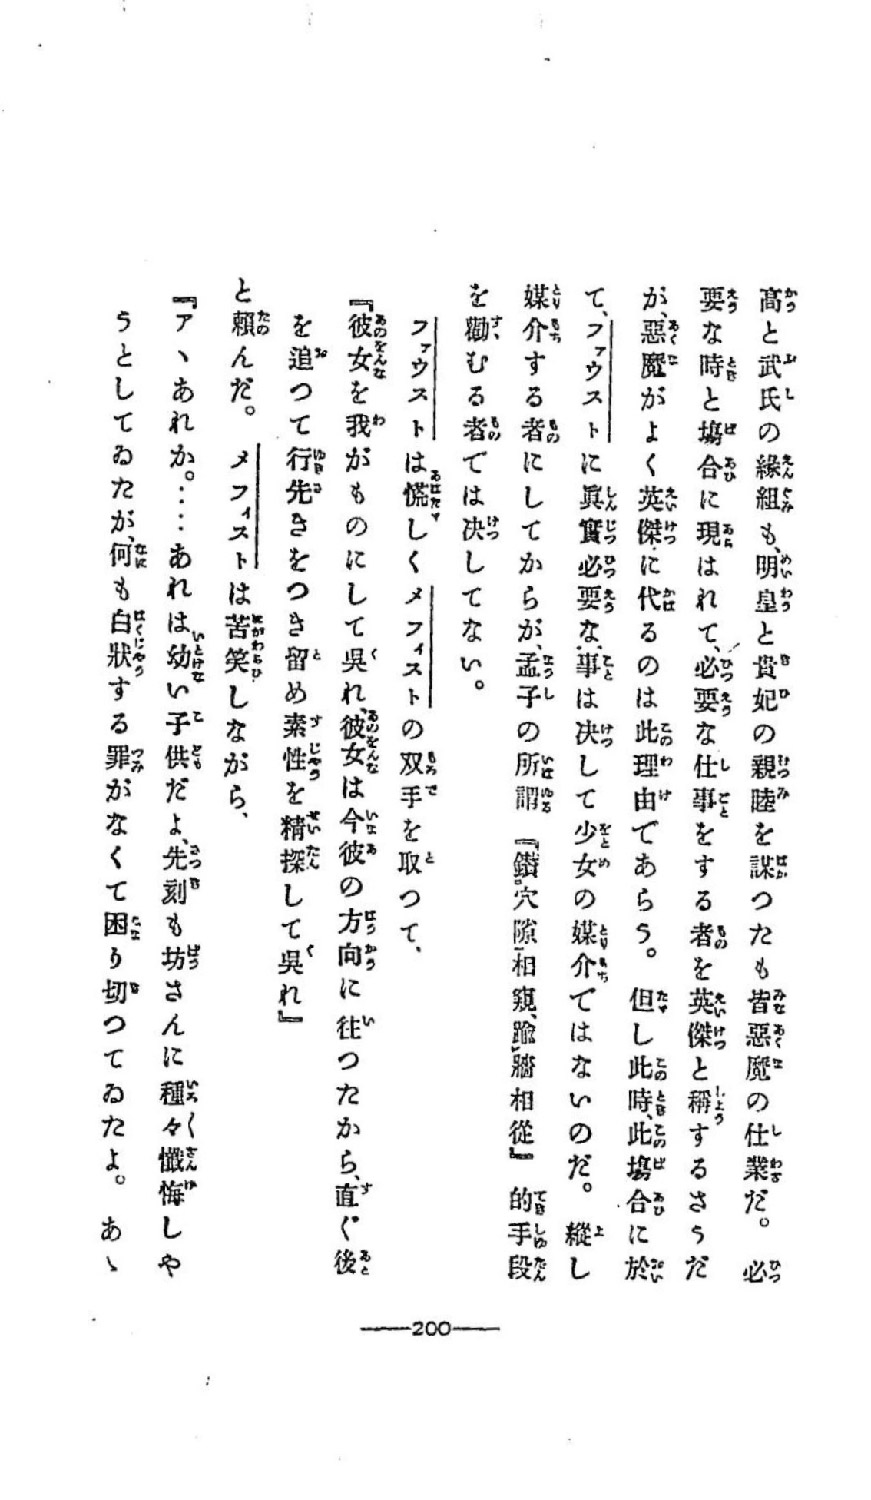 高と武氏の緣組も、明皇と貴妃の親睦を謀つたも皆惡魔の仕業だ。必
要な時と塲合に現はれて、必要な仕事をする者を英傑と稱するさうだ
が、惡魔がよく英傑に代るのは此理由であらう。但し此時、此塲合に於
て、ファウストに眞實必要な事は决して少女の媒介ではないのだ。縱し
媒介する者にしてからが、孟子の所謂『鑚穴隙相窺、踰牆相從』的手段
を勸むる者では决してない。
ファウストは慌しくメフィストの双手を取つて、
『彼女を我がものにして呉れ、彼女は今彼の方向に往つたから、直ぐ後
を追つて行先きをつき留め素性を精探して呉れ』
と賴んだ。メフィストは苦笑しながら、
『アヽあれか。‥‥あれは幼い子供だよ、先刻も坊さんに種々懺悔しや
うとしてゐたが、何も白狀する罪がなくて困り切つてゐたよ。あゝ
200